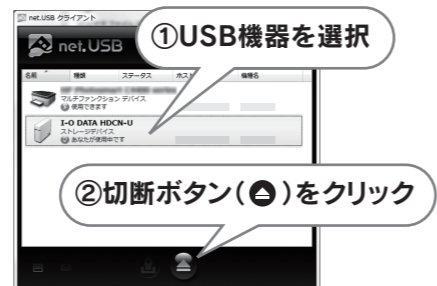 net.USB クライアント
net.USB
①USB機器を選択
名前 種類 ステータス ホスト 機種名
マルチファンクション デバイス
使用できます
I-O DATA HDCN-U
ストレージデバイス
あなたが使用中です
②切断ボタン(⏏)をクリック